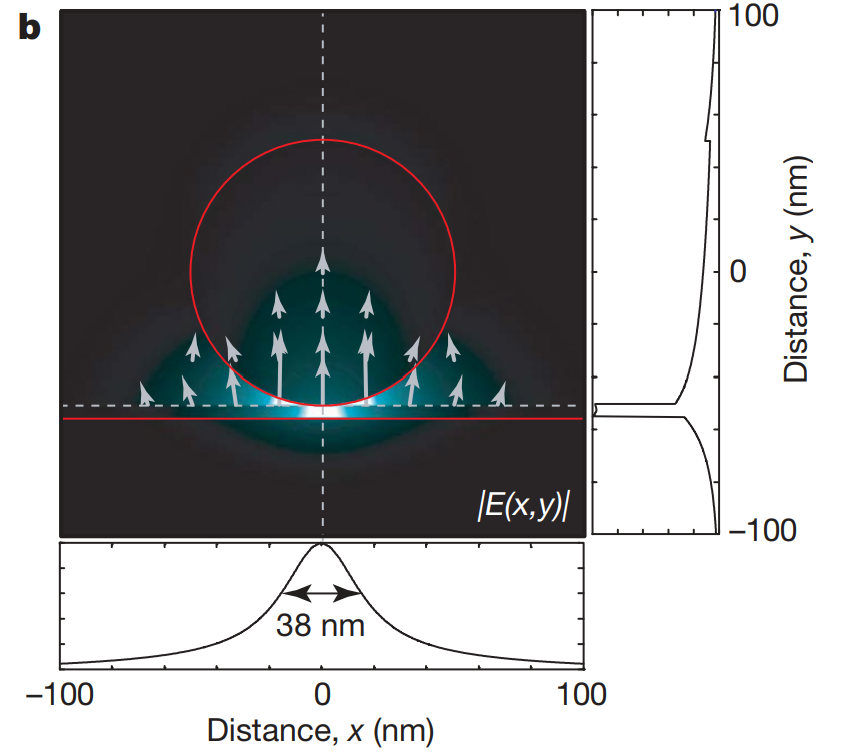 b
100
0
−100
Distance, y (nm)
|E(x,y)|
38 nm
−100 0 100
Distance, x (nm)